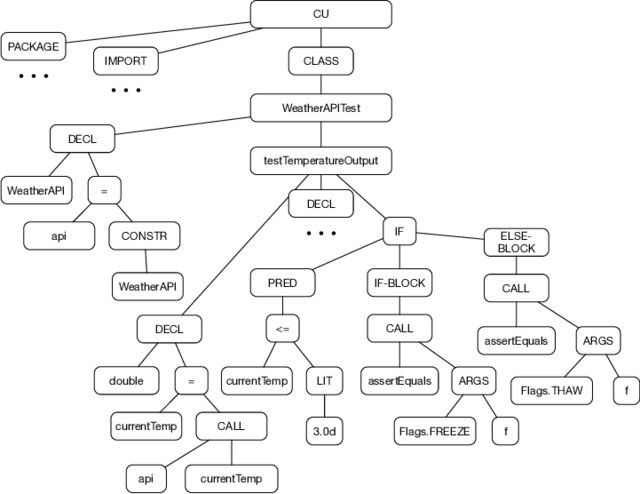 CU
PACKAGE
IMPORT
CLASS
• • •
• • •
WeatherAPITest
DECL
testTemperatureOutput
WeatherAPI
=
DECL
api
CONSTR
• • •
IF
ELSE-
BLOCK
WeatherAPI
PRED
IF-BLOCK
CALL
DECL
<=
CALL
assertEquals
ARGS
double
=
currentTemp
LIT
assertEquals
ARGS
Flags.THAW
f
currentTemp
CALL
3.0d
Flags.FREEZE
f
api
currentTemp